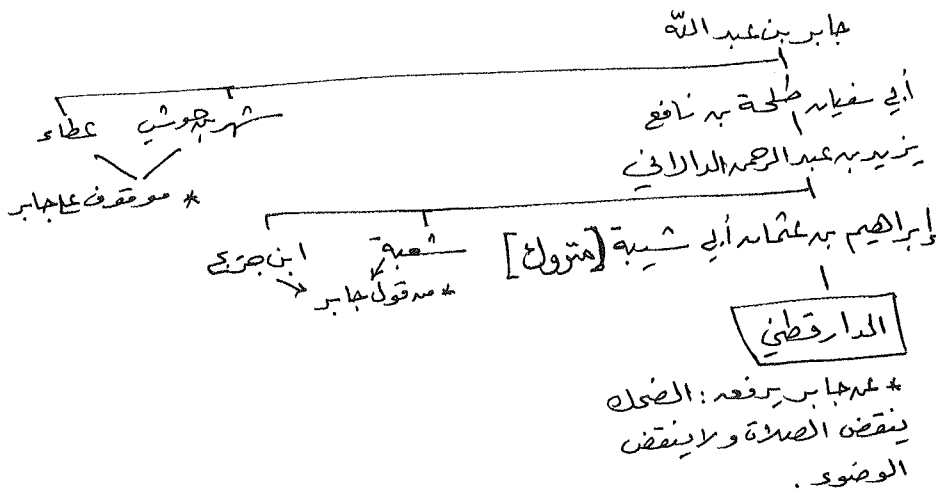 جابر بن عبد الله
أبي سفيان طلحة بن نافع
شهر بن حوشب
عطاء
يزيد بن عبد الرحمن الدالاني
* موقوف على جابر
إبراهيم بن عثمان أبي شيبة [متروك]
شعبة
ابن جريج
* من قول جابر
الدارقطني
* عن جابر يرفعه : الضحك
ينقض الصلاة ولا ينقض
الوضوء .